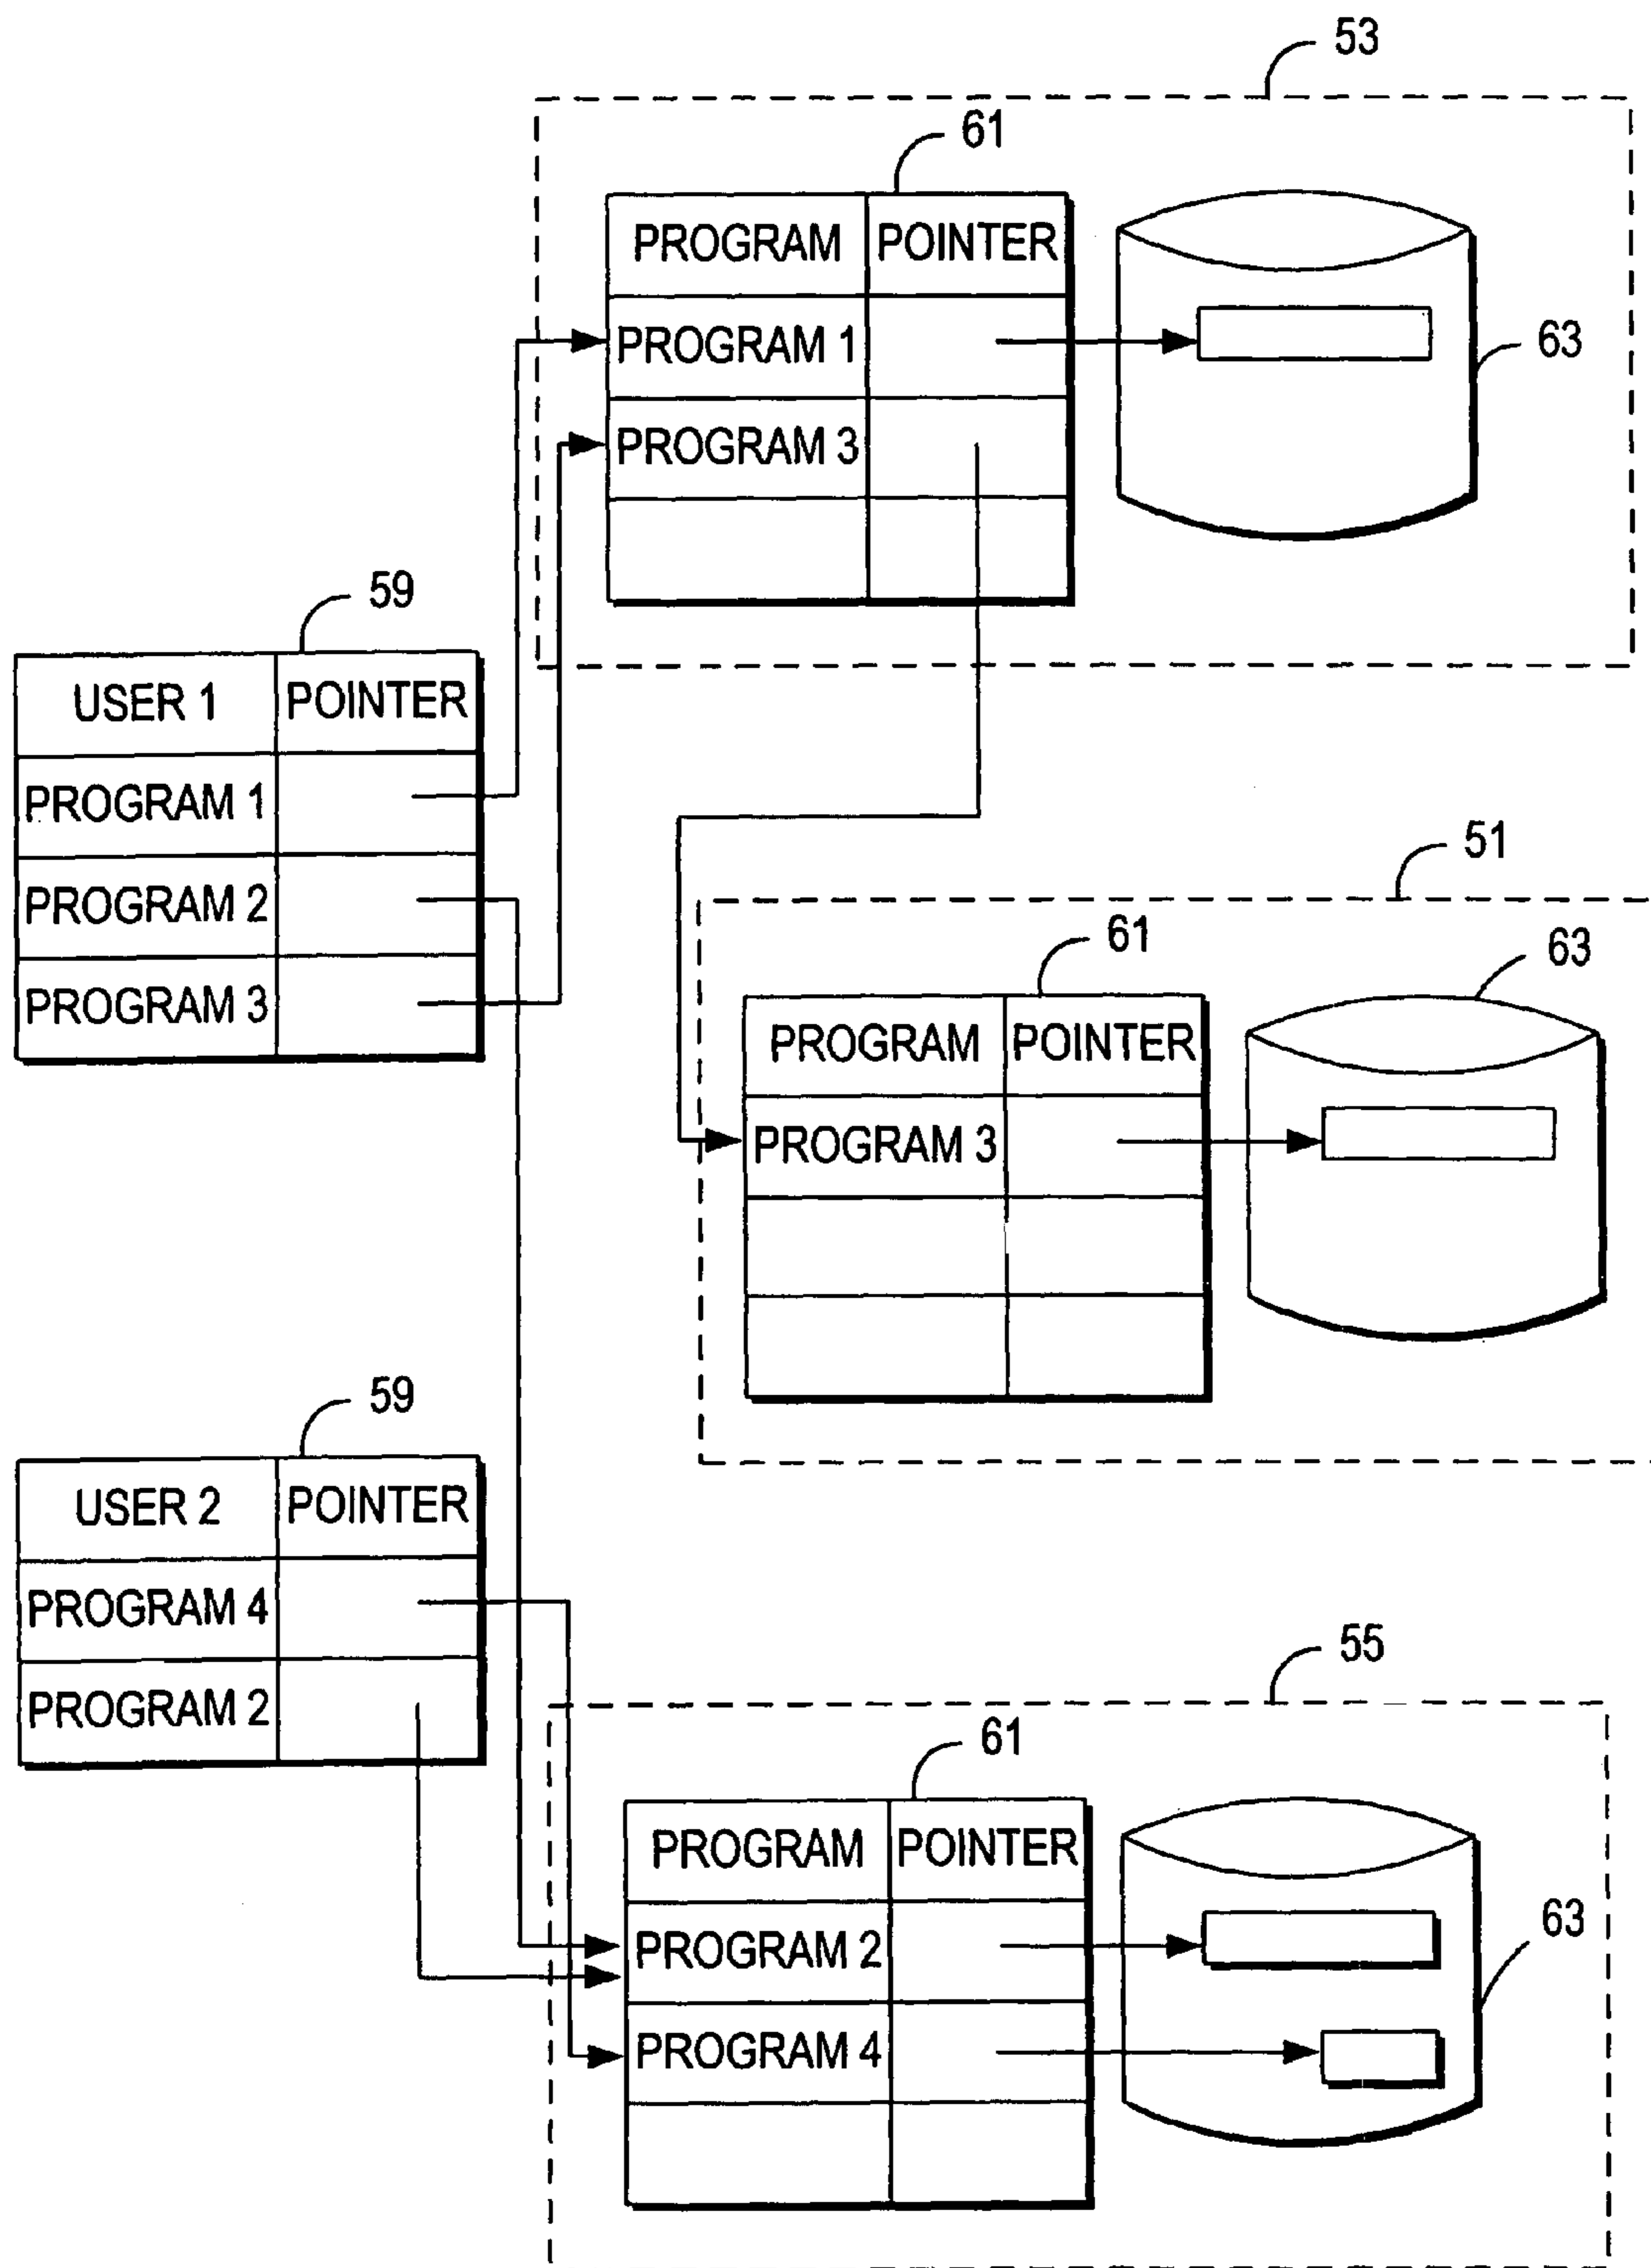 53
61
PROGRAM POINTER
PROGRAM 1
63
PROGRAM 3
59
USER 1 POINTER
PROGRAM 1
PROGRAM 2
PROGRAM 3
51
61
63
PROGRAM POINTER
PROGRAM 3
59
USER 2 POINTER
PROGRAM 4
PROGRAM 2
55
61
PROGRAM POINTER
PROGRAM 2
63
PROGRAM 4